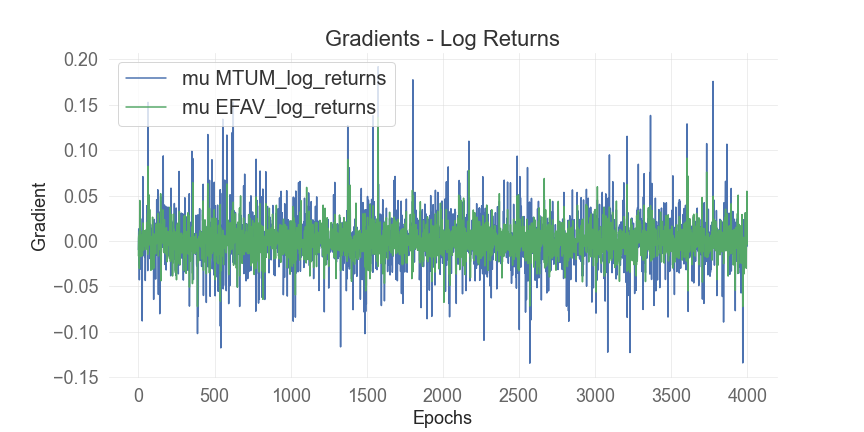 Gradients - Log Returns
mu MTUM_log_returns
mu EFAV_log_returns
0.20
0.15
0.10
0.05
0.00
−0.05
−0.10
−0.15
Gradient
0 500 1000 1500 2000 2500 3000 3500 4000
Epochs